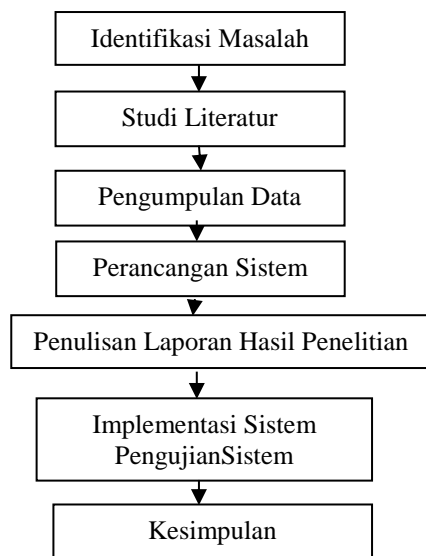 Identifikasi Masalah
Studi Literatur
Pengumpulan Data
Perancangan Sistem
Penulisan Laporan Hasil Penelitian
Implementasi Sistem
PengujianSistem
Kesimpulan